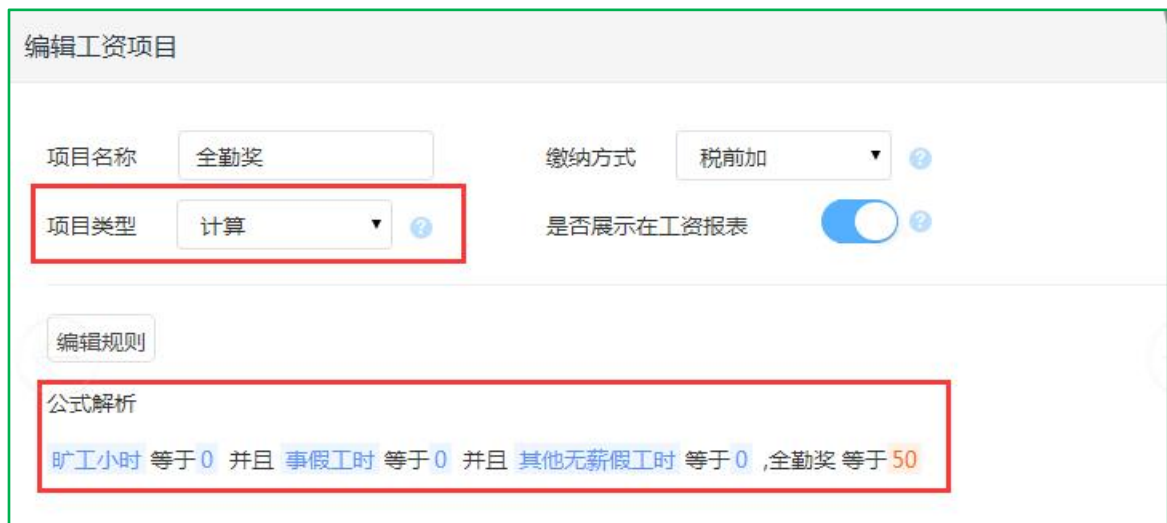 编辑工资项目
项目名称 全勤奖 缴纳方式 税前加
项目类型 计算 是否展示在工资报表
编辑规则
公式解析
旷工小时 等于 0 并且 事假工时 等于 0 并且 其他无薪假工时 等于 0 ,全勤奖 等于 50